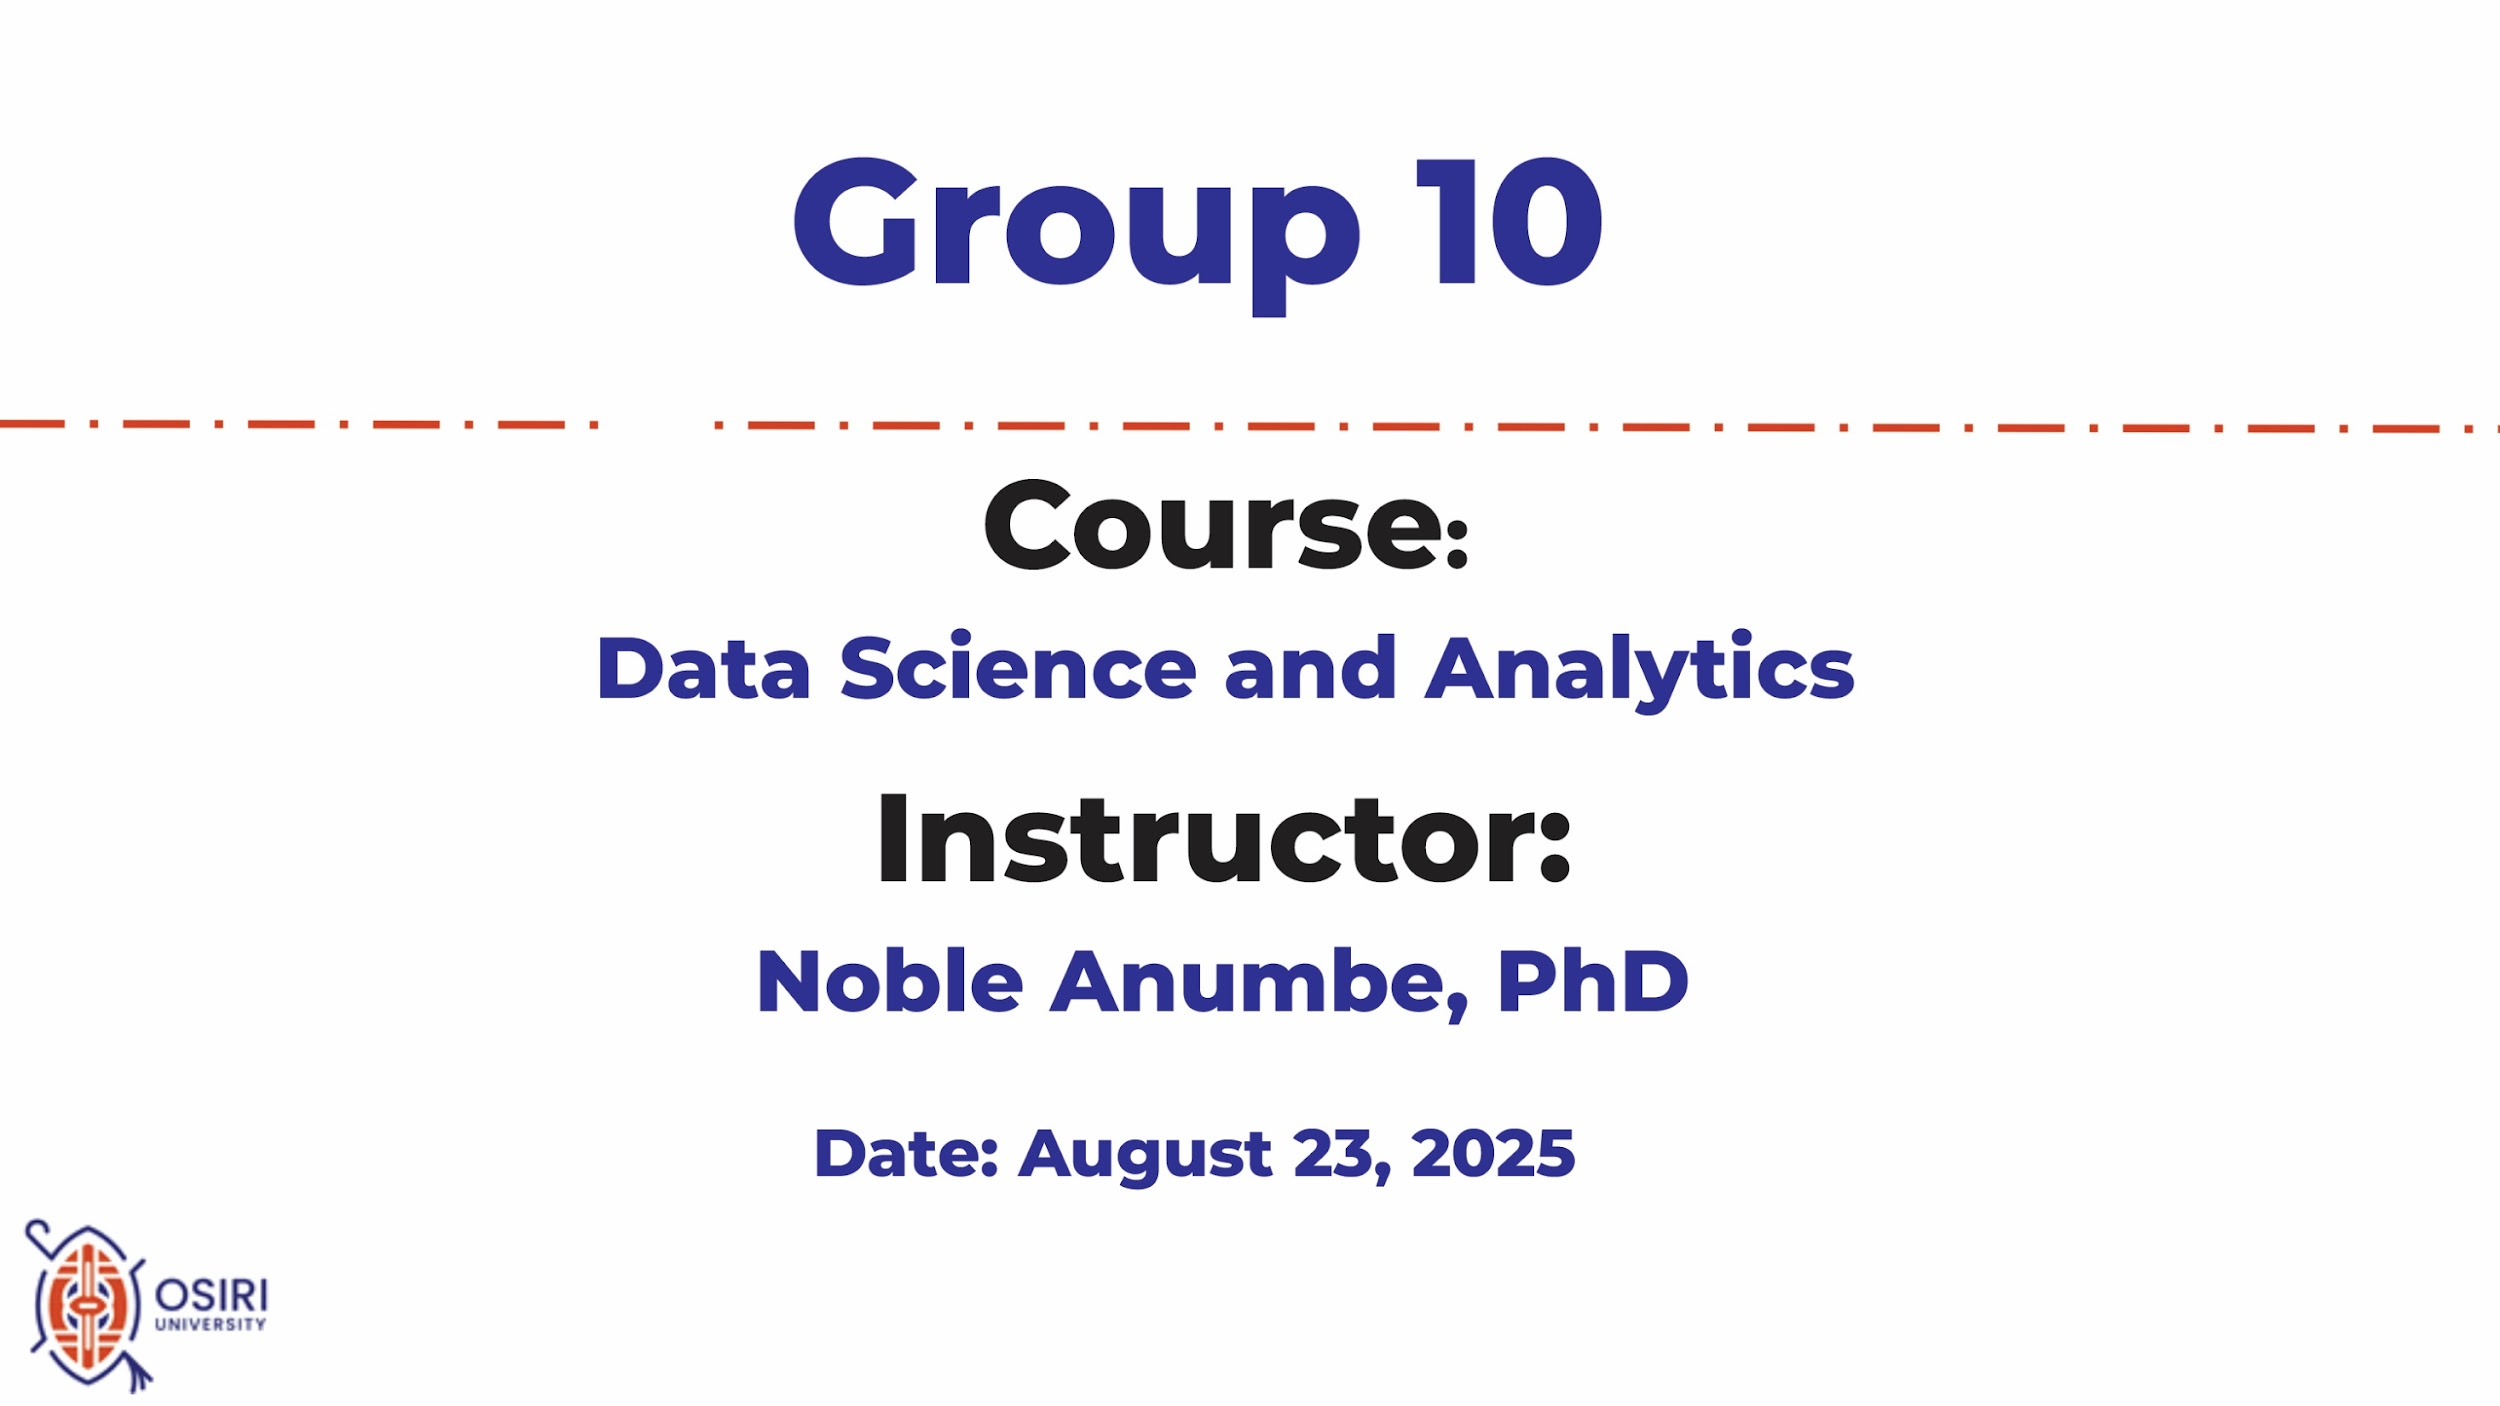 Group 10
Course:
Data Science and Analytics
Instructor:
Noble Anumbe, PhD
Date: August 23, 2025
OSIRI
UNIVERSITY